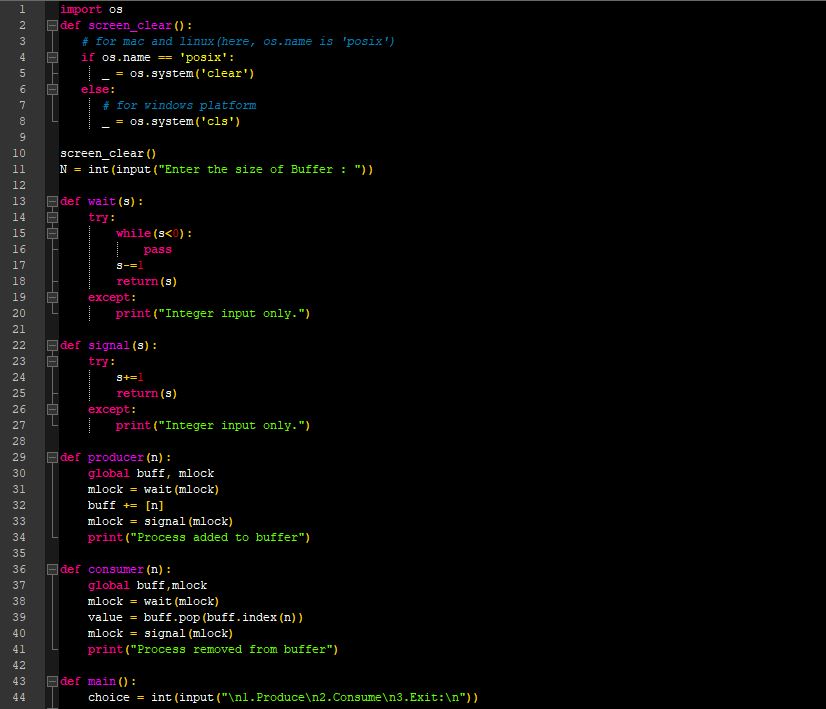 1 import os
2 def screen_clear():
3 # for mac and linux(here, os.name is 'posix')
4 if os.name == 'posix':
5 _ = os.system('clear')
6 else:
7 # for windows platform
8 _ = os.system('cls')
9
10 screen_clear()
11 N = int(input("Enter the size of Buffer : "))
12
13 def wait(s):
14 try:
15 while(s<0):
16 pass
17 s-=1
18 return(s)
19 except:
20 print("Integer input only.")
21
22 def signal(s):
23 try:
24 s+=1
25 return(s)
26 except:
27 print("Integer input only.")
28
29 def producer(n):
30 global buff, mlock
31 mlock = wait(mlock)
32 buff += [n]
33 mlock = signal(mlock)
34 print("Process added to buffer")
35
36 def consumer(n):
37 global buff,mlock
38 mlock = wait(mlock)
39 value = buff.pop(buff.index(n))
40 mlock = signal(mlock)
41 print("Process removed from buffer")
42
43 def main():
44 choice = int(input("\n1.Produce\n2.Consume\n3.Exit:\n"))